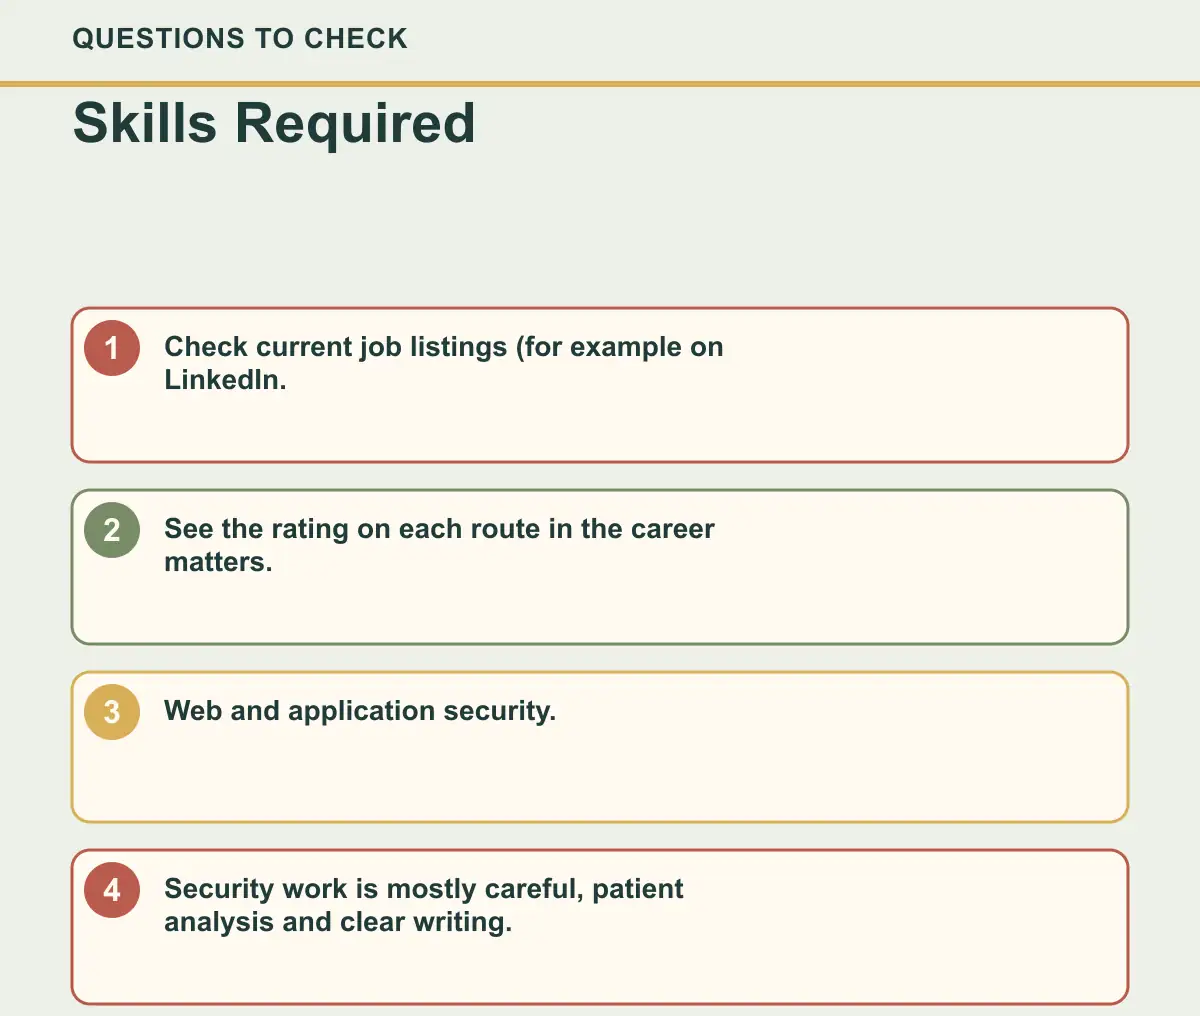 QUESTIONS TO CHECK
Skills Required
1
Check current job listings (for example on
LinkedIn.
2
See the rating on each route in the career
matters.
3
Web and application security.
4
Security work is mostly careful, patient
analysis and clear writing.